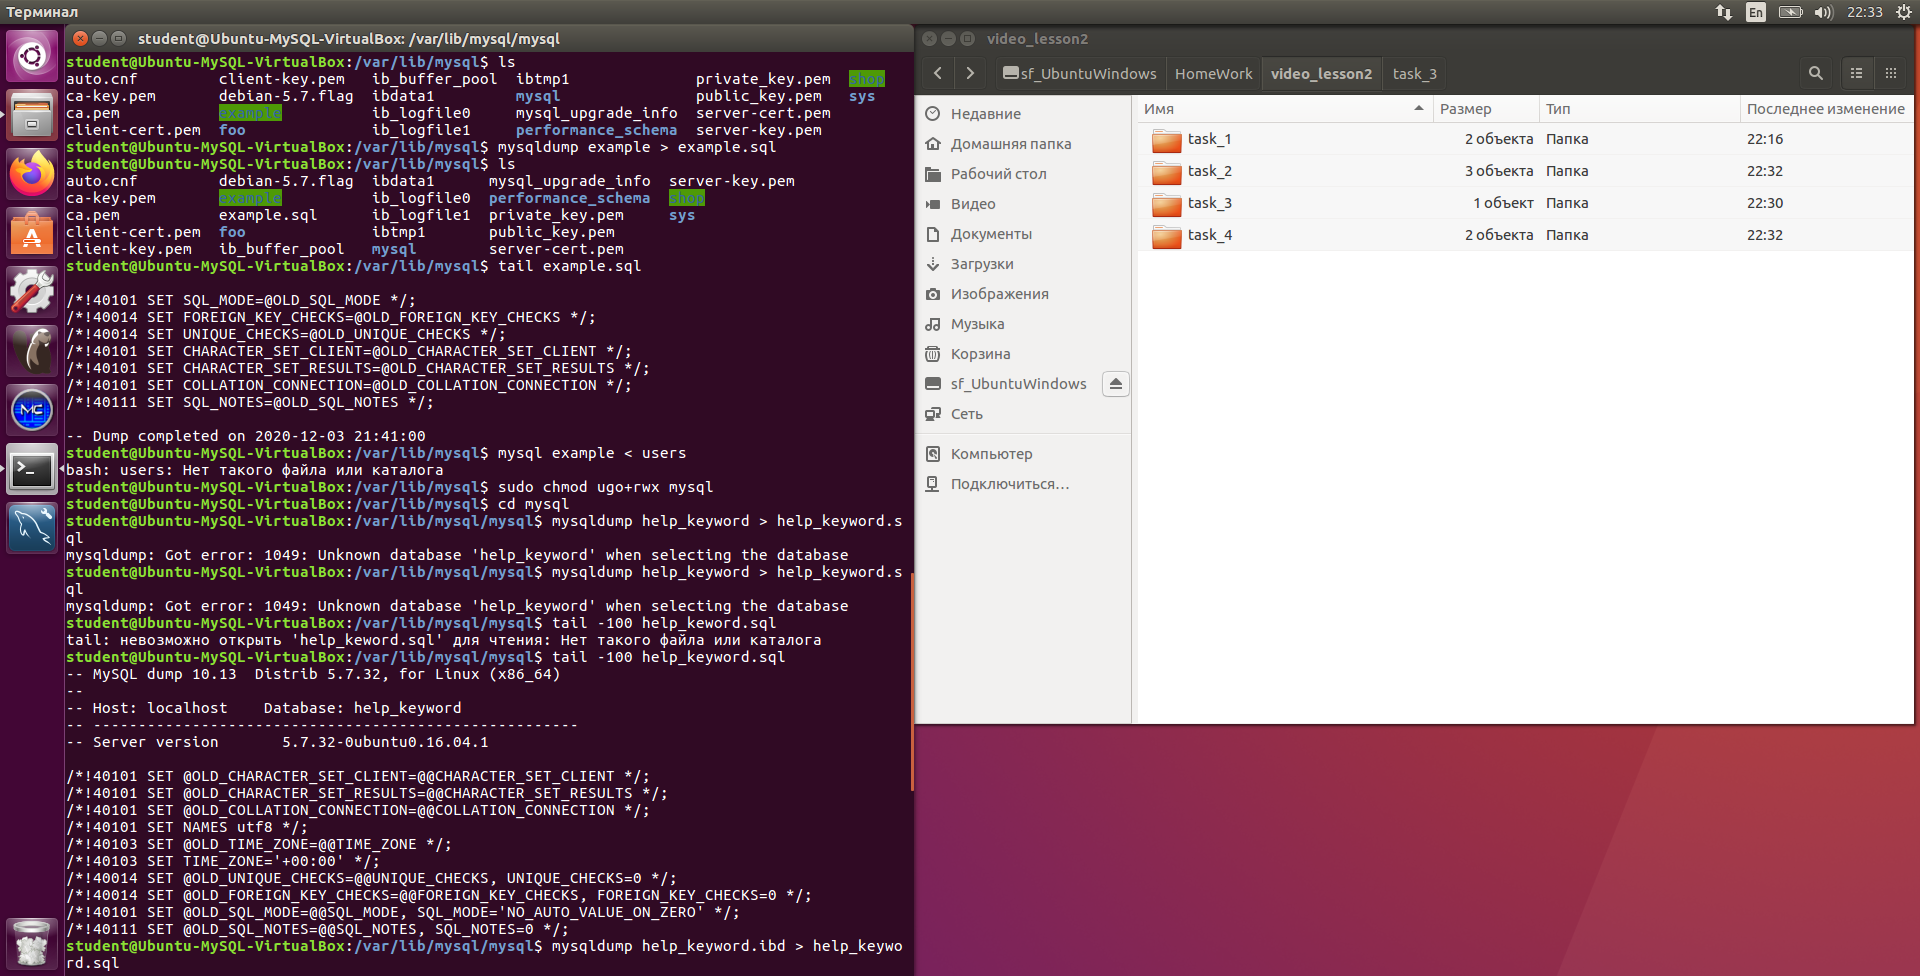 Терминал
En
22:33
student@Ubuntu-MySQL-VirtualBox: /var/lib/mysql/mysql
student@Ubuntu-MySQL-VirtualBox:/var/lib/mysql$ ls
auto.cnf client-key.pem ib_buffer_pool ibtmp1 private_key.pem shop
ca-key.pem debian-5.7.flag ibdata1 mysql public_key.pem sys
ca.pem example ib_logfile0 mysql_upgrade_info server-cert.pem
client-cert.pem foo ib_logfile1 performance_schema server-key.pem
student@Ubuntu-MySQL-VirtualBox:/var/lib/mysql$ mysqldump example > example.sql
student@Ubuntu-MySQL-VirtualBox:/var/lib/mysql$ ls
auto.cnf debian-5.7.flag ibdata1 mysql_upgrade_info server-key.pem
ca-key.pem example ib_logfile0 performance_schema shop
ca.pem example.sql ib_logfile1 private_key.pem sys
client-cert.pem foo ibtmp1 public_key.pem
client-key.pem ib_buffer_pool mysql server-cert.pem
student@Ubuntu-MySQL-VirtualBox:/var/lib/mysql$ tail example.sql
/*!40101 SET SQL_MODE=@OLD_SQL_MODE */;
/*!40014 SET FOREIGN_KEY_CHECKS=@OLD_FOREIGN_KEY_CHECKS */;
/*!40014 SET UNIQUE_CHECKS=@OLD_UNIQUE_CHECKS */;
/*!40101 SET CHARACTER_SET_CLIENT=@OLD_CHARACTER_SET_CLIENT */;
/*!40101 SET CHARACTER_SET_RESULTS=@OLD_CHARACTER_SET_RESULTS */;
/*!40101 SET COLLATION_CONNECTION=@OLD_COLLATION_CONNECTION */;
/*!40111 SET SQL_NOTES=@OLD_SQL_NOTES */;
-- Dump completed on 2020-12-03 21:41:00
student@Ubuntu-MySQL-VirtualBox:/var/lib/mysql$ mysql example < users
bash: users: Нет такого файла или каталога
student@Ubuntu-MySQL-VirtualBox:/var/lib/mysql$ sudo chmod ugo+rwx mysql
student@Ubuntu-MySQL-VirtualBox:/var/lib/mysql$ cd mysql
student@Ubuntu-MySQL-VirtualBox:/var/lib/mysql/mysql$ mysqldump help_keyword > help_keyword.s
ql
mysqldump: Got error: 1049: Unknown database 'help_keyword' when selecting the database
student@Ubuntu-MySQL-VirtualBox:/var/lib/mysql/mysql$ mysqldump help_keyword > help_keyword.s
ql
mysqldump: Got error: 1049: Unknown database 'help_keyword' when selecting the database
student@Ubuntu-MySQL-VirtualBox:/var/lib/mysql/mysql$ tail -100 help_keword.sql
tail: невозможно открыть 'help_keword.sql' для чтения: Нет такого файла или каталога
student@Ubuntu-MySQL-VirtualBox:/var/lib/mysql/mysql$ tail -100 help_keyword.sql
-- MySQL dump 10.13  Distrib 5.7.32, for Linux (x86_64)
--
-- Host: localhost    Database: help_keyword
-- ------------------------------------------------------
-- Server version       5.7.32-0ubuntu0.16.04.1
/*!40101 SET @OLD_CHARACTER_SET_CLIENT=@@CHARACTER_SET_CLIENT */;
/*!40101 SET @OLD_CHARACTER_SET_RESULTS=@@CHARACTER_SET_RESULTS */;
/*!40101 SET @OLD_COLLATION_CONNECTION=@@COLLATION_CONNECTION */;
/*!40101 SET NAMES utf8 */;
/*!40103 SET @OLD_TIME_ZONE=@@TIME_ZONE */;
/*!40103 SET TIME_ZONE='+00:00' */;
/*!40014 SET @OLD_UNIQUE_CHECKS=@@UNIQUE_CHECKS, UNIQUE_CHECKS=0 */;
/*!40014 SET @OLD_FOREIGN_KEY_CHECKS=@@FOREIGN_KEY_CHECKS, FOREIGN_KEY_CHECKS=0 */;
/*!40101 SET @OLD_SQL_MODE=@@SQL_MODE, SQL_MODE='NO_AUTO_VALUE_ON_ZERO' */;
/*!40111 SET @OLD_SQL_NOTES=@@SQL_NOTES, SQL_NOTES=0 */;
student@Ubuntu-MySQL-VirtualBox:/var/lib/mysql/mysql$ mysqldump help_keyword.ibd > help_keywo
rd.sql
video_lesson2
sf_UbuntuWindows HomeWork video_lesson2 task_3
Недавние
Домашняя папка
Рабочий стол
Видео
Документы
Загрузки
Изображения
Музыка
Корзина
sf_UbuntuWindows
Сеть
Компьютер
Подключиться…
Имя Размер Тип Последнее изменение
task_1 2 объекта Папка 22:16
task_2 3 объекта Папка 22:32
task_3 1 объект Папка 22:30
task_4 2 объекта Папка 22:32
MC